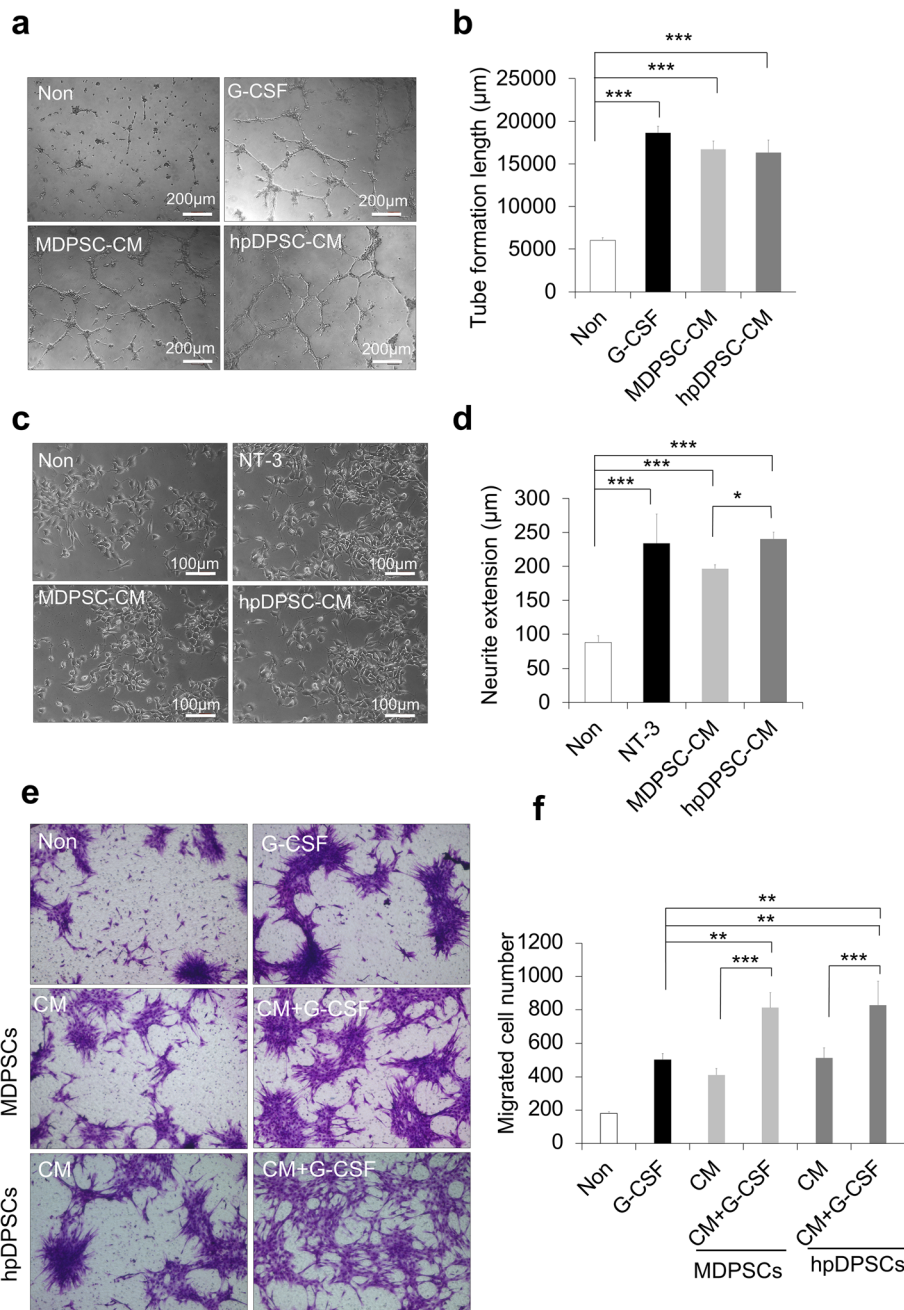 a
Non
G-CSF
200µm
200µm
MDPSC-CM
hpDPSC-CM
200µm
200µm
b
***
***
***
25000
20000
15000
10000
5000
0
Tube formation length (µm)
Non
G-CSF
MDPSC-CM
hpDPSC-CM
c
Non
NT-3
100µm
100µm
MDPSC-CM
hpDPSC-CM
100µm
100µm
d
***
***
***
*
300
250
200
150
100
50
0
Neurite extension (µm)
Non
NT-3
MDPSC-CM
hpDPSC-CM
e
Non
G-CSF
MDPSCs
CM
CM+G-CSF
hpDPSCs
CM
CM+G-CSF
f
**
**
**
***
***
1200
1000
800
600
400
200
0
Migrated cell number
Non
G-CSF
CM
CM+G-CSF
CM
CM+G-CSF
MDPSCs
hpDPSCs